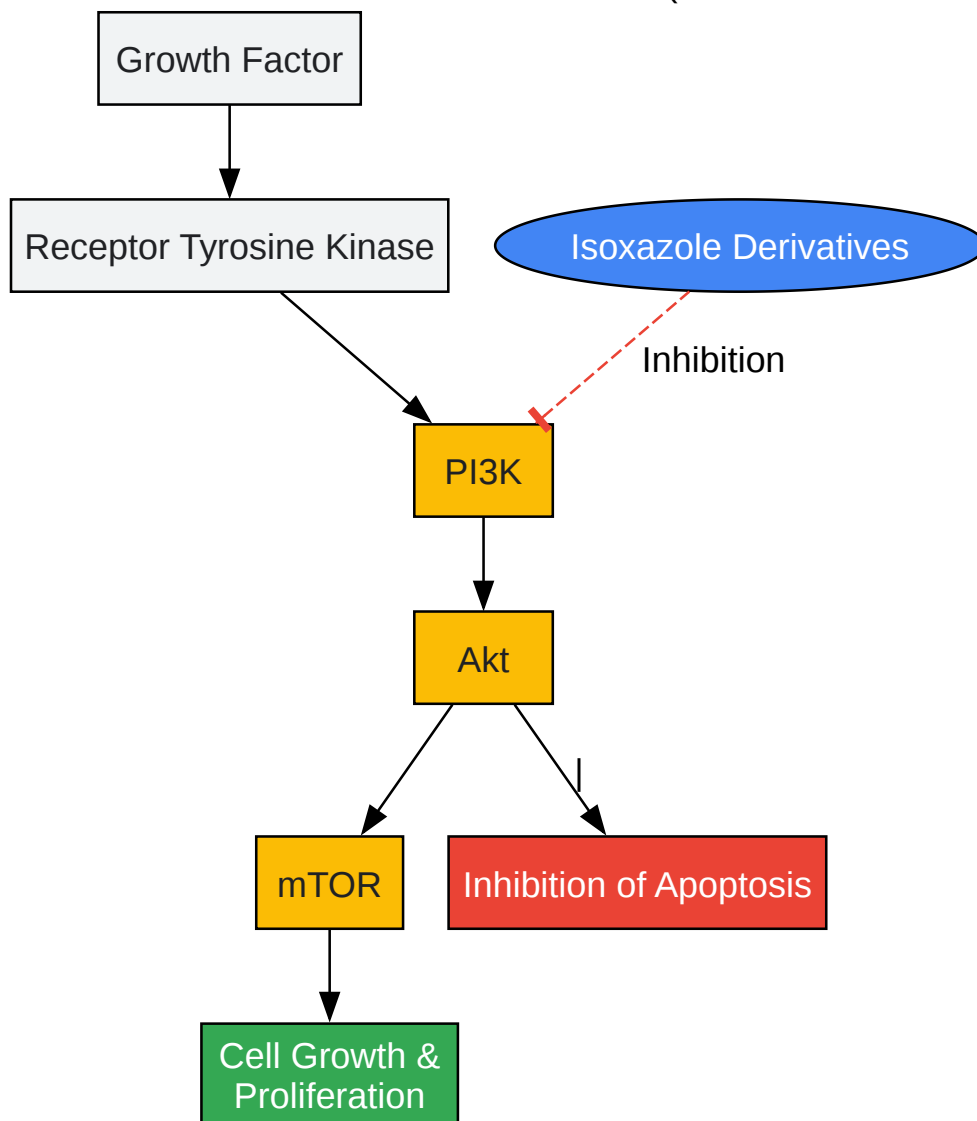 (
Growth Factor
Receptor Tyrosine Kinase
Isoxazole Derivatives
Inhibition
PI3K
Akt
|
mTOR
Inhibition of Apoptosis
Cell Growth &
Proliferation